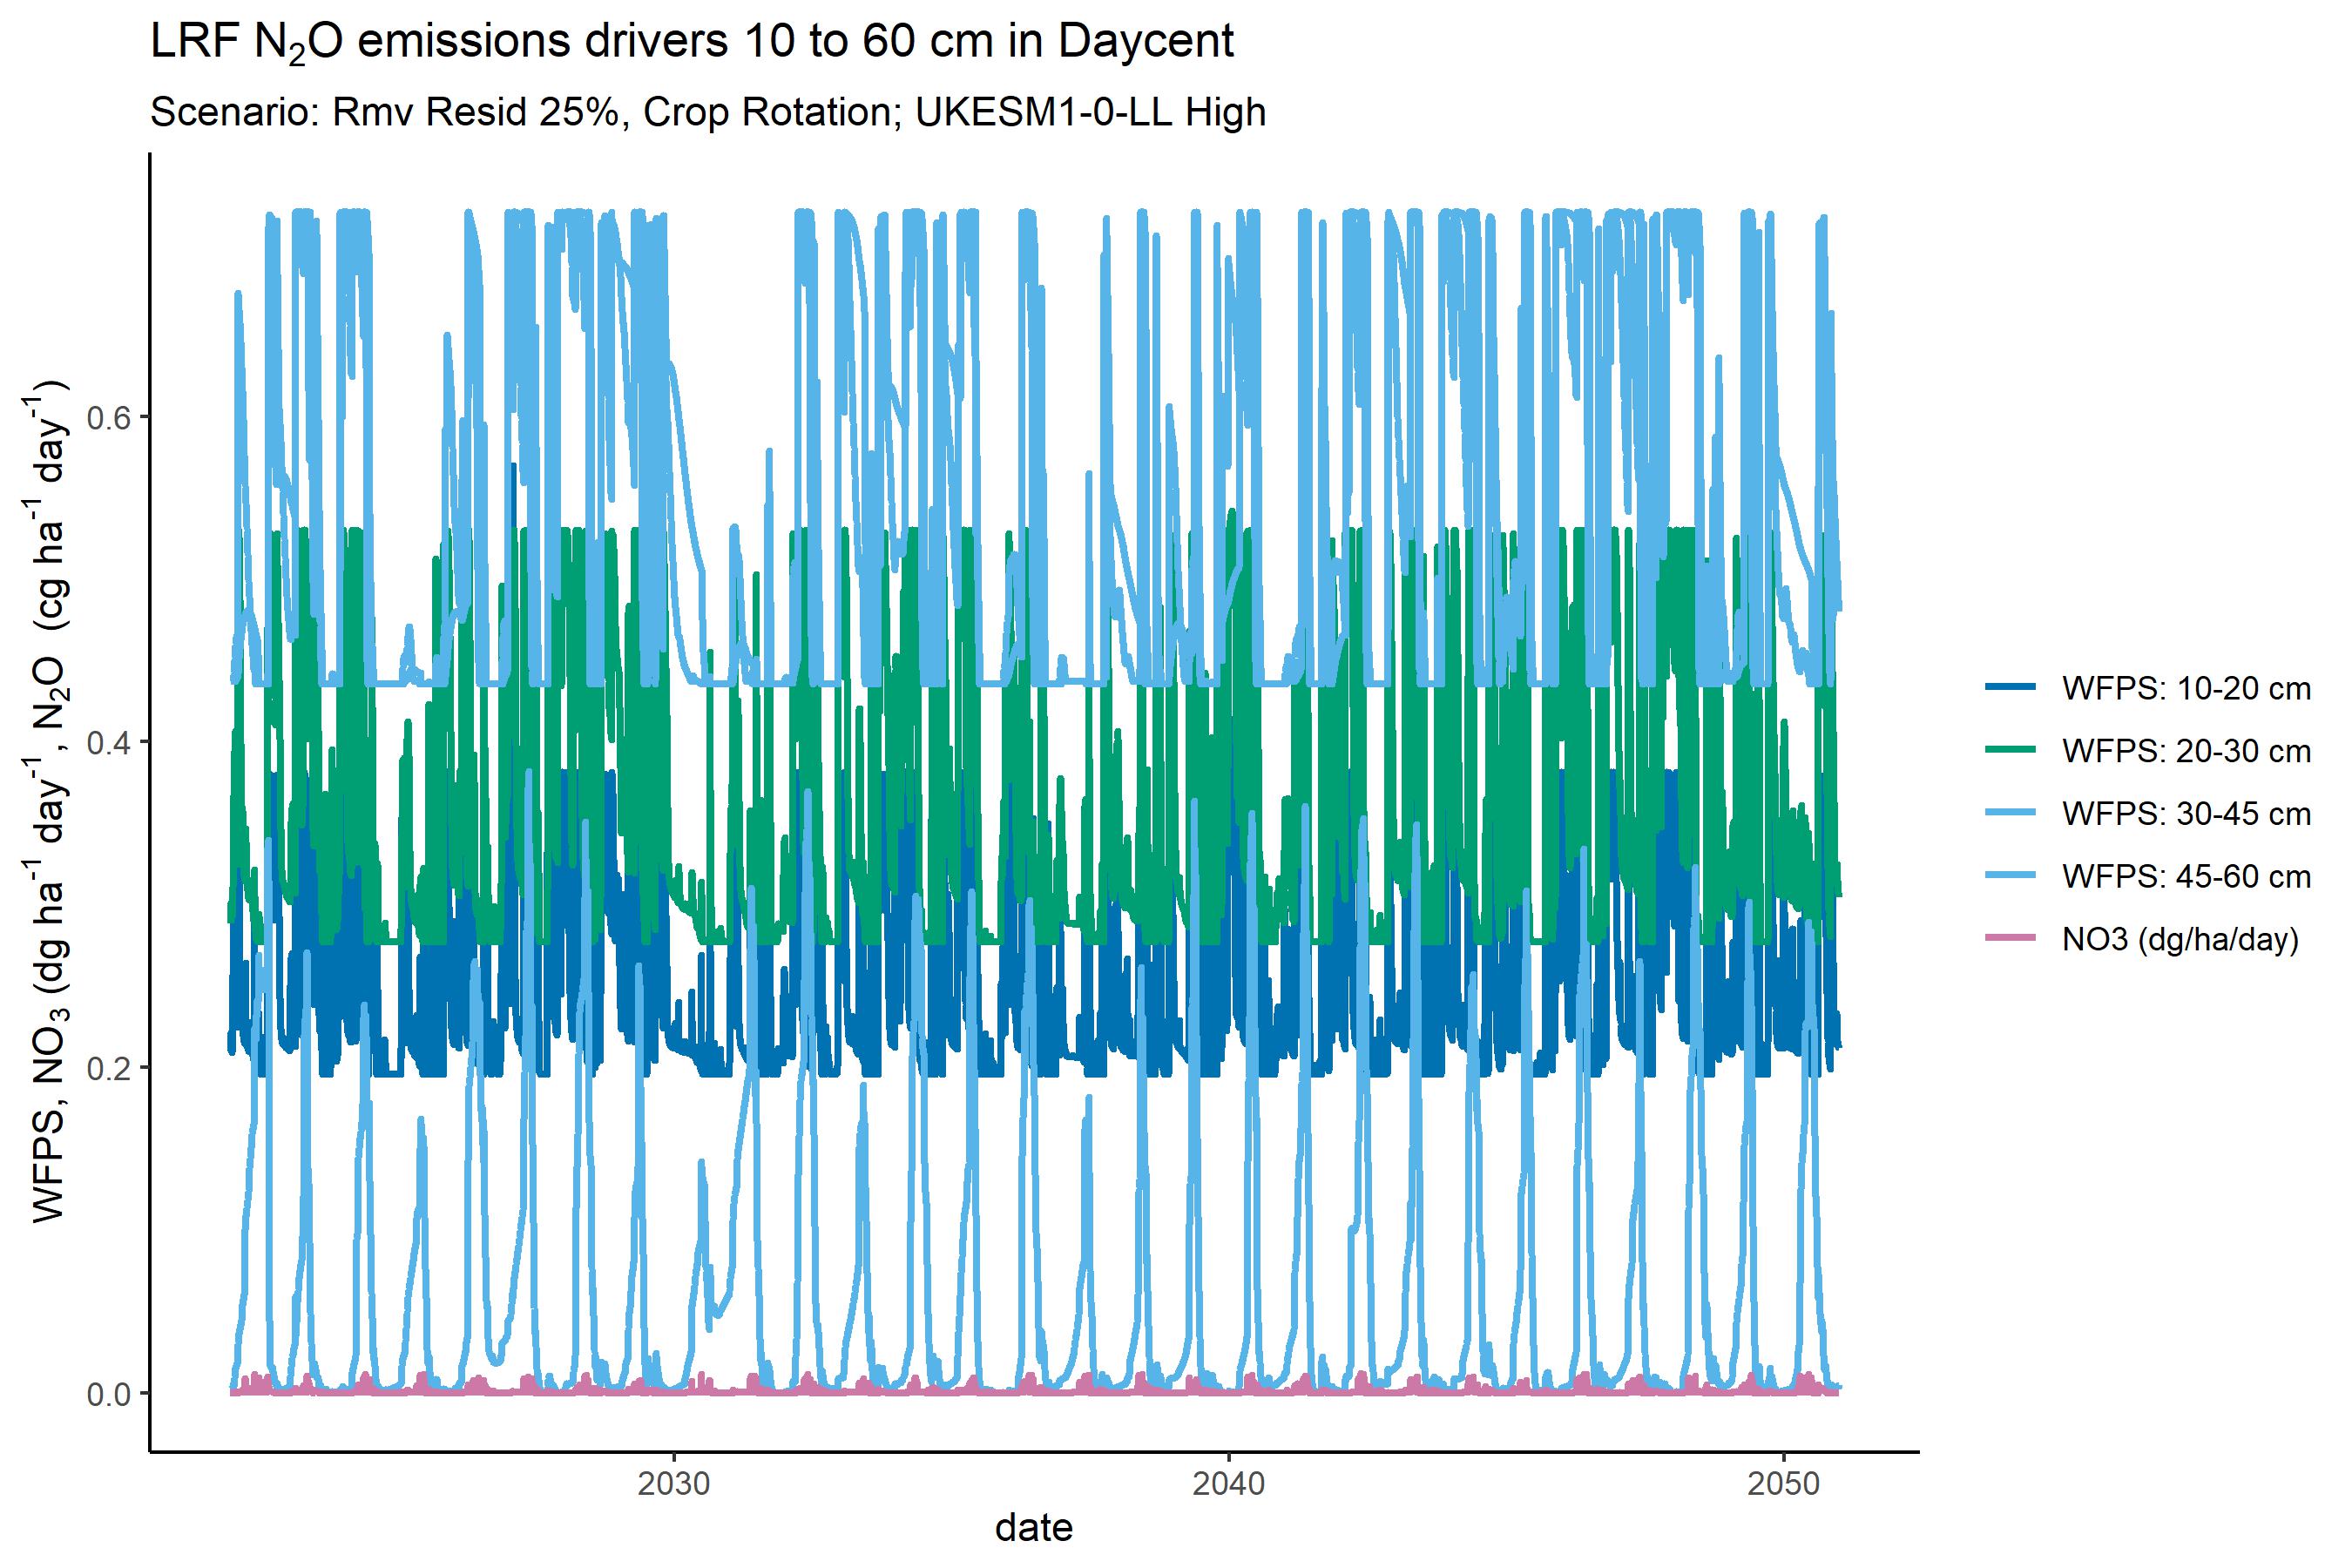 LRF N₂O emissions drivers 10 to 60 cm in Daycent
Scenario: Rmv Resid 25%, Crop Rotation; UKESM1-0-LL High
WFPS, NO₃ (dg ha⁻¹ day⁻¹, N₂O (cg ha⁻¹ day⁻¹)
0.6
0.4
0.2
0.0
2030 2040 2050
date
WFPS: 10-20 cm
WFPS: 20-30 cm
WFPS: 30-45 cm
WFPS: 45-60 cm
NO3 (dg/ha/day)